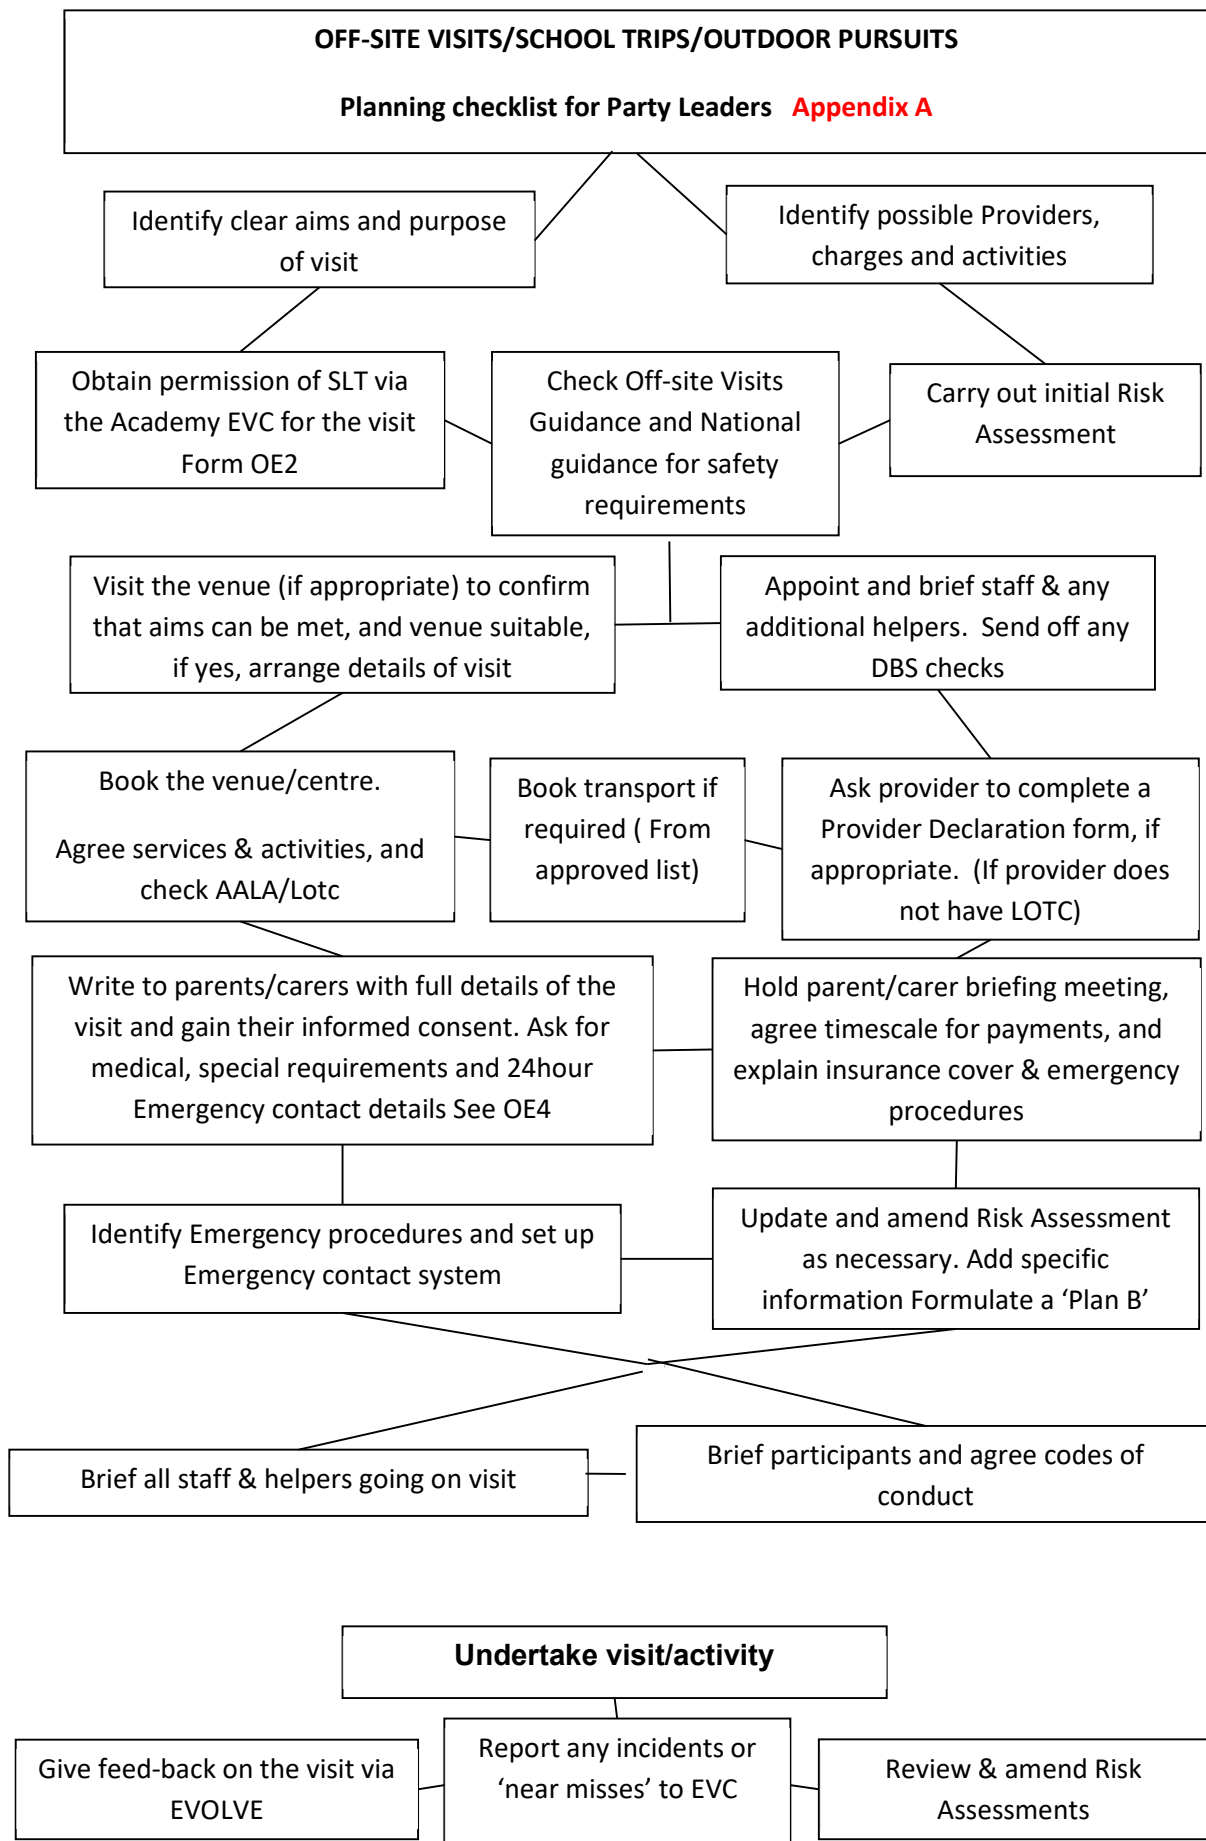 OFF-SITE VISITS/SCHOOL TRIPS/OUTDOOR PURSUITS
Planning checklist for Party Leaders   Appendix A
Identify clear aims and purpose
of visit
Identify possible Providers,
charges and activities
Obtain permission of SLT via
the Academy EVC for the visit
Form OE2
Check Off-site Visits
Guidance and National
guidance for safety
requirements
Carry out initial Risk
Assessment
Visit the venue (if appropriate) to confirm
that aims can be met, and venue suitable,
if yes, arrange details of visit
Appoint and brief staff & any
additional helpers.  Send off any
DBS checks
Book the venue/centre.
Agree services & activities, and
check AALA/Lotc
Book transport if
required ( From
approved list)
Ask provider to complete a
Provider Declaration form, if
appropriate.  (If provider does
not have LOTC)
Write to parents/carers with full details of the
visit and gain their informed consent. Ask for
medical, special requirements and 24hour
Emergency contact details See OE4
Hold parent/carer briefing meeting,
agree timescale for payments, and
explain insurance cover & emergency
procedures
Identify Emergency procedures and set up
Emergency contact system
Update and amend Risk Assessment
as necessary. Add specific
information Formulate a ‘Plan B’
Brief all staff & helpers going on visit
Brief participants and agree codes of
conduct
Undertake visit/activity
Give feed-back on the visit via
EVOLVE
Report any incidents or
‘near misses’ to EVC
Review & amend Risk
Assessments